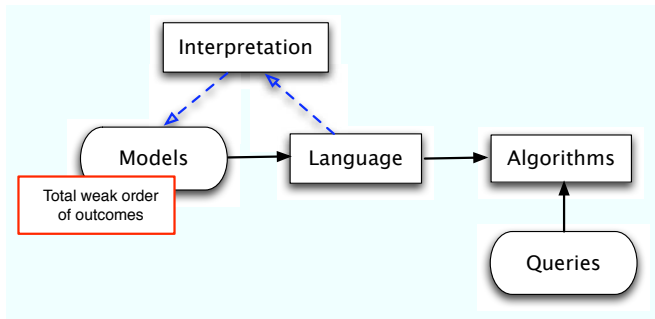 Interpretation
Models
Language
Algorithms
Total weak order
of outcomes
Queries